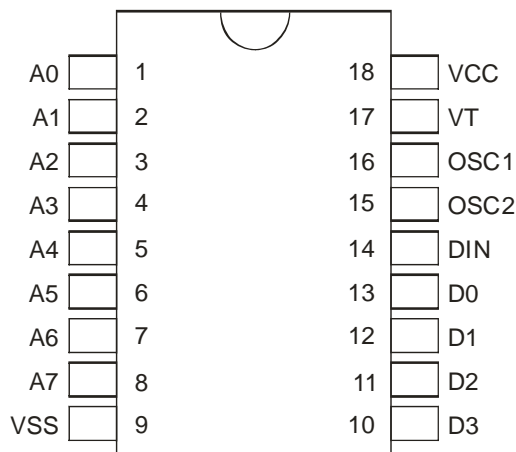 A0 1 18 VCC
A1 2 17 VT
A2 3 16 OSC1
A3 4 15 OSC2
A4 5 14 DIN
A5 6 13 D0
A6 7 12 D1
A7 8 11 D2
VSS 9 10 D3